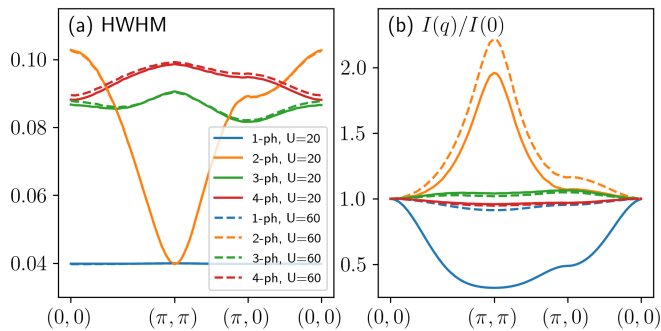 (a) HWHM
0.10
0.08
0.06
0.04
1-ph, U=20
2-ph, U=20
3-ph, U=20
4-ph, U=20
1-ph, U=60
2-ph, U=60
3-ph, U=60
4-ph, U=60
(0, 0) (π, π) (π, 0) (0, 0)
(b) I(q)/I(0)
2.0
1.5
1.0
0.5
(0, 0) (π, π) (π, 0) (0, 0)